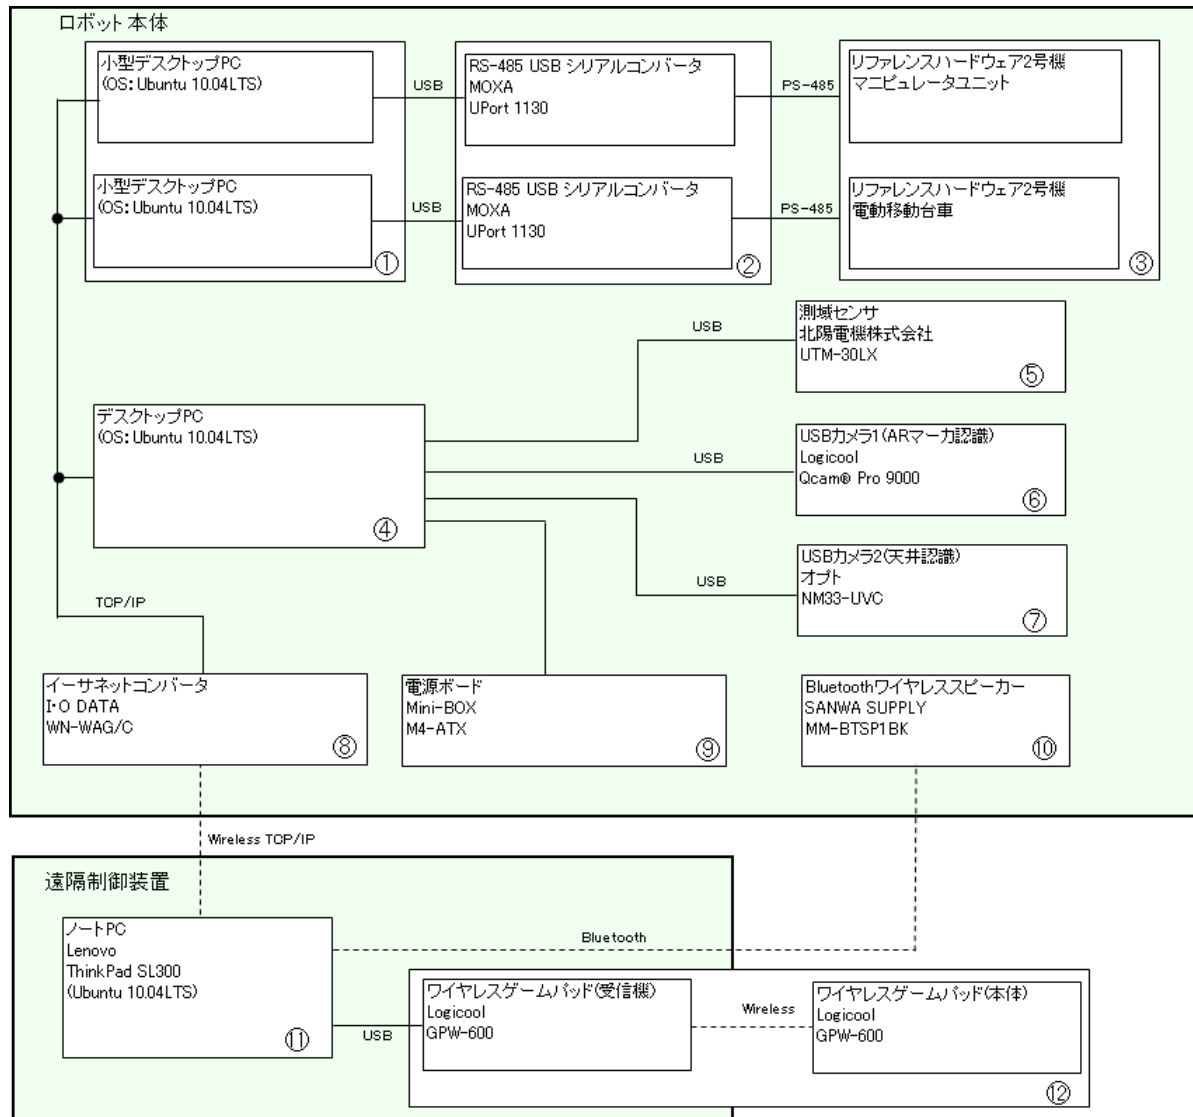 ロボット本体
小型デスクトップPC
(OS: Ubuntu 10.04LTS)
USB
RS-485 USB シリアルコンバータ
MOXA
UPort 1130
PS-485
リファレンスハードウェア2号機
マニピュレータユニット
小型デスクトップPC
(OS: Ubuntu 10.04LTS)
①
USB
RS-485 USB シリアルコンバータ
MOXA
UPort 1130
②
PS-485
リファレンスハードウェア2号機
電動移動台車
③
USB
測域センサ
北陽電機株式会社
UTM-30LX
⑤
デスクトップPC
(OS: Ubuntu 10.04LTS)
④
USB
USBカメラ1(ARマーカ認識)
Logicool
Qcam® Pro 9000
⑥
USB
USBカメラ2(天井認識)
オプト
NM33-UVC
⑦
TCP/IP
イーサネットコンバータ
I・O DATA
WN-WAG/C
⑧
電源ボード
Mini-BOX
M4-ATX
⑨
Bluetoothワイヤレススピーカー
SANWA SUPPLY
MM-BTSP1BK
⑩
Wireless TCP/IP
遠隔制御装置
ノートPC
Lenovo
ThinkPad SL300
(Ubuntu 10.04LTS)
⑪
Bluetooth
USB
ワイヤレスゲームパッド(受信機)
Logicool
GPW-600
Wireless
ワイヤレスゲームパッド(本体)
Logicool
GPW-600
⑫